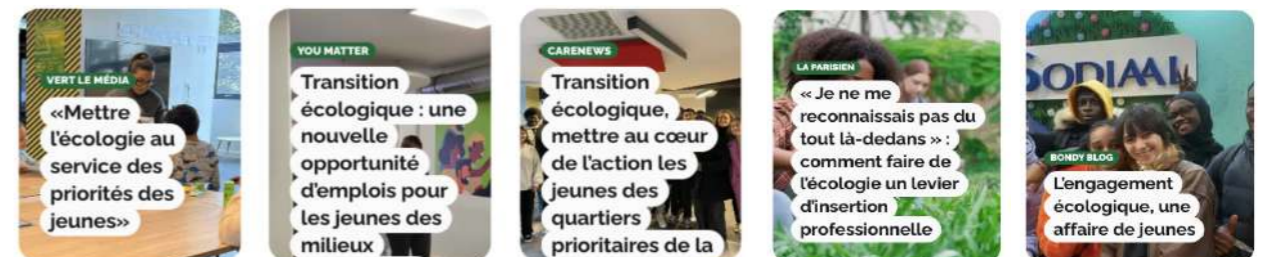 VERT LE MÉDIA
«Mettre
l'écologie au
service des
priorités des
jeunes»
YOU MATTER
Transition
écologique : une
nouvelle
opportunité
d'emplois pour
les jeunes des
milieux
CARENEWS
Transition
écologique,
mettre au cœur
de l'action les
jeunes des
quartiers
prioritaires de la
LA PARISIEN
« Je ne me
reconnaissais pas du
tout là-dedans » :
comment faire de
l'écologie un levier
d'insertion
professionnelle
SODIAAL
BONDY BLOG
L'engagement
écologique, une
affaire de jeunes